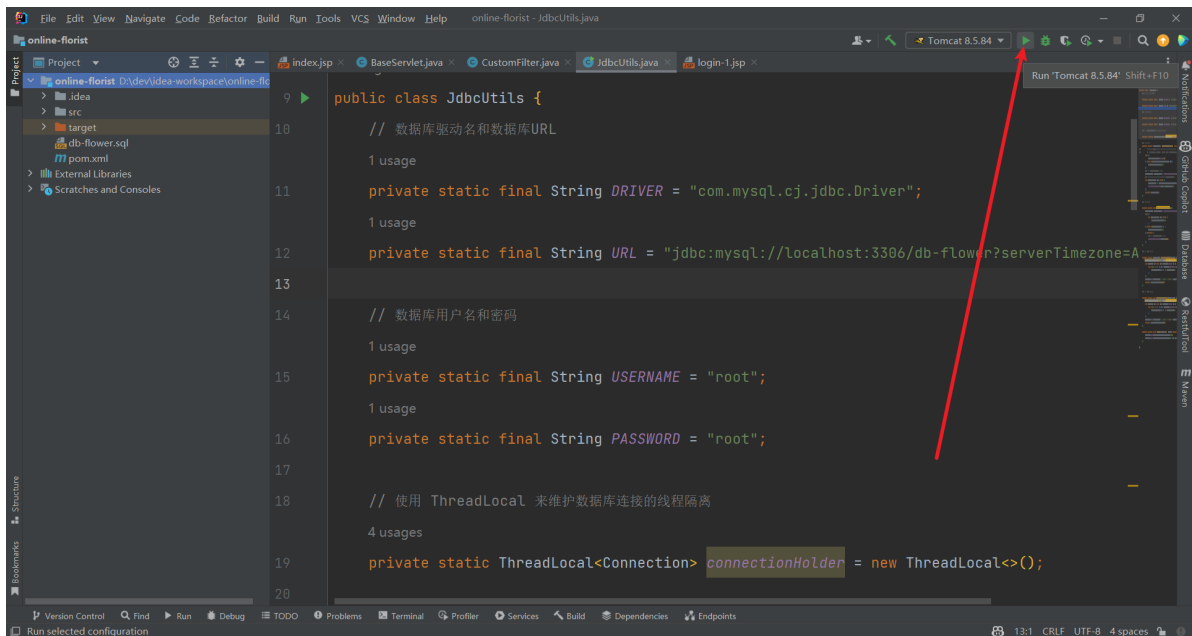 File Edit View Navigate Code Refactor Build Run Tools VCS Window Help online-florist - JdbcUtils.java
online-florist
Tomcat 8.5.84
Project
index.jsp BaseServlet.java CustomFilter.java JdbcUtils.java login-1.jsp
Run 'Tomcat 8.5.84' Shift+F10
Project
online-florist D:\dev\idea-workspace\online-flo
.idea
src
target
db-flower.sql
pom.xml
External Libraries
Scratches and Consoles
9 public class JdbcUtils {
10 // 数据库驱动名和数据库URL
1 usage
11 private static final String DRIVER = "com.mysql.cj.jdbc.Driver";
1 usage
12 private static final String URL = "jdbc:mysql://localhost:3306/db-flower?serverTimezone=A
13
14 // 数据库用户名和密码
1 usage
15 private static final String USERNAME = "root";
1 usage
16 private static final String PASSWORD = "root";
17
18 // 使用 ThreadLocal 来维护数据库连接的线程隔离
4 usages
19 private static ThreadLocal<Connection> connectionHolder = new ThreadLocal<>();
20
Structure
Bookmarks
Notifications
GitHub Copilot
Database
RestfulTool
Maven
Version Control Find Run Debug TODO Problems Terminal Profiler Services Build Dependencies Endpoints
Run selected configuration 13:1 CRLF UTF-8 4 spaces